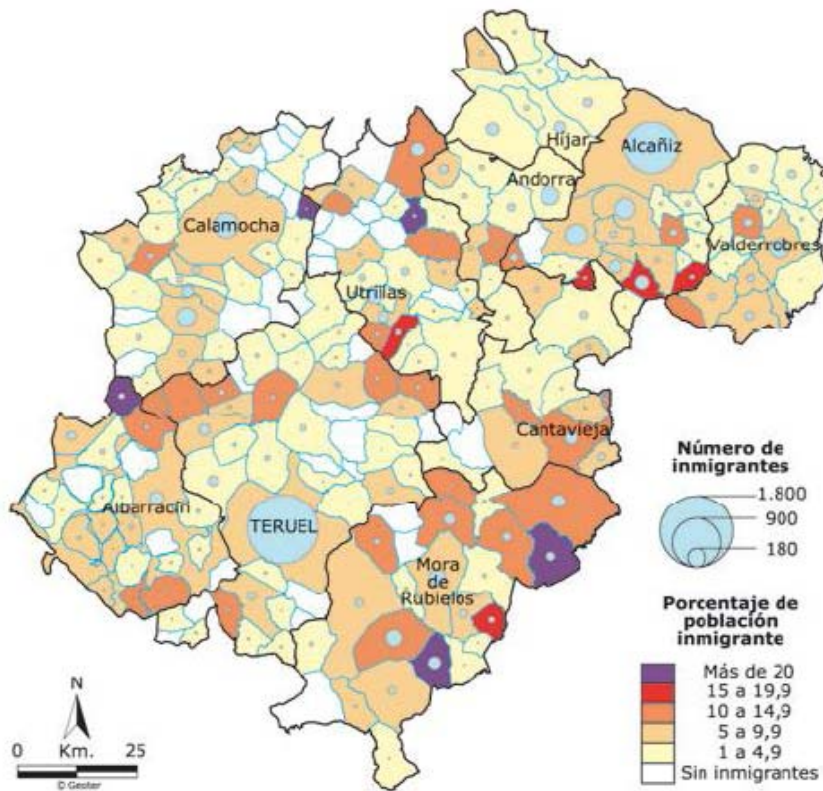 Híjar
Alcañiz
Andorra
Calamocha
Valderrobres
Utrillas
Cantavieja
Albarracín
TERUEL
Mora
de
Rubielos
Número de
inmigrantes
1.800
900
180
Porcentaje de
población
inmigrante
Más de 20
15 a 19,9
10 a 14,9
5 a 9,9
1 a 4,9
Sin inmigrantes
N
0 Km. 25
© Geoter